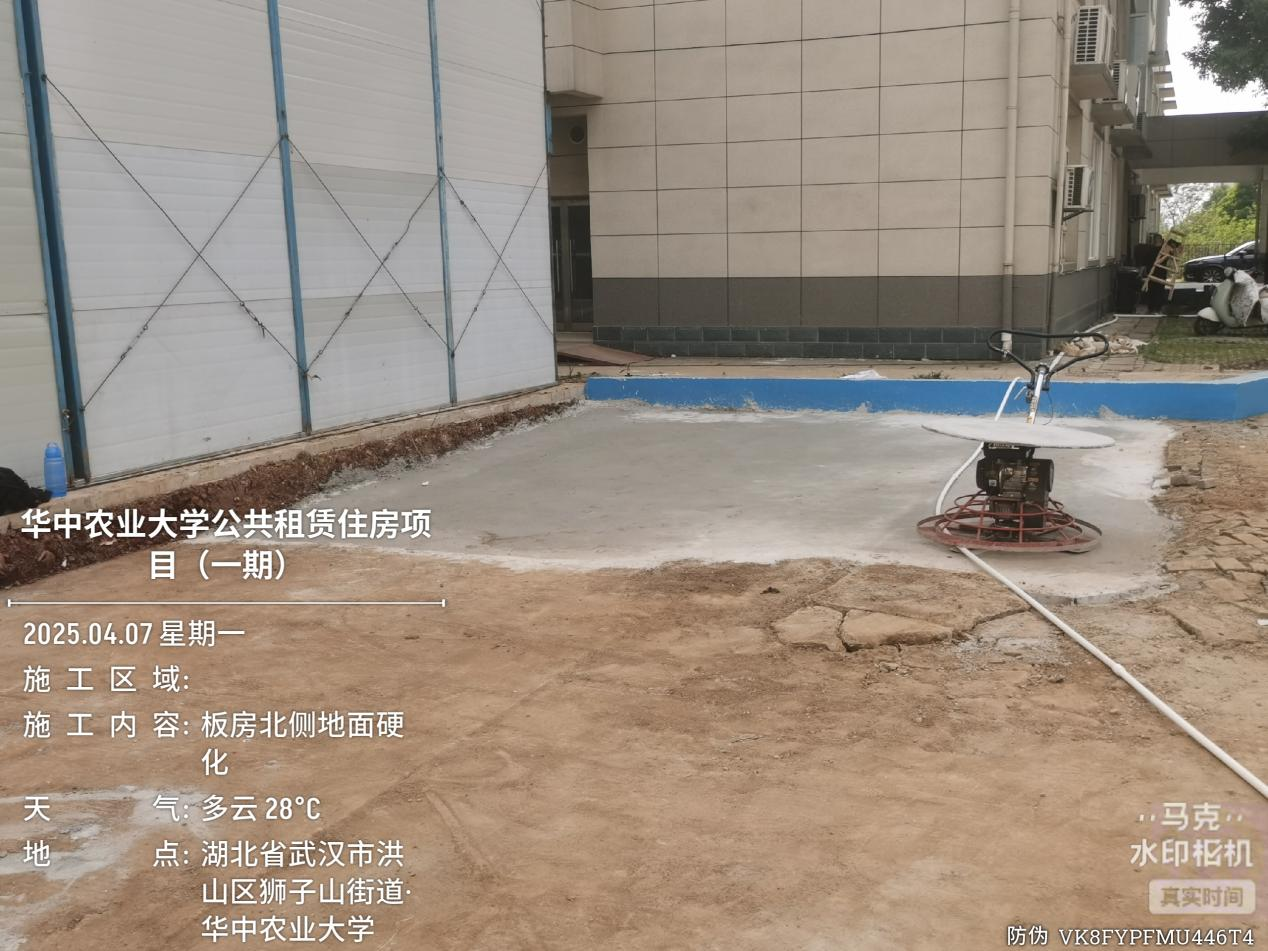 华中农业大学公共租赁住房项
目（一期）
2025.04.07 星期一
施工区域:
施工内容: 板房北侧地面硬
化
天气: 多云 28°C
地点: 湖北省武汉市洪
山区狮子山街道·
华中农业大学
马克
水印相机
真实时间
防伪 VK8FYPFMU446T4